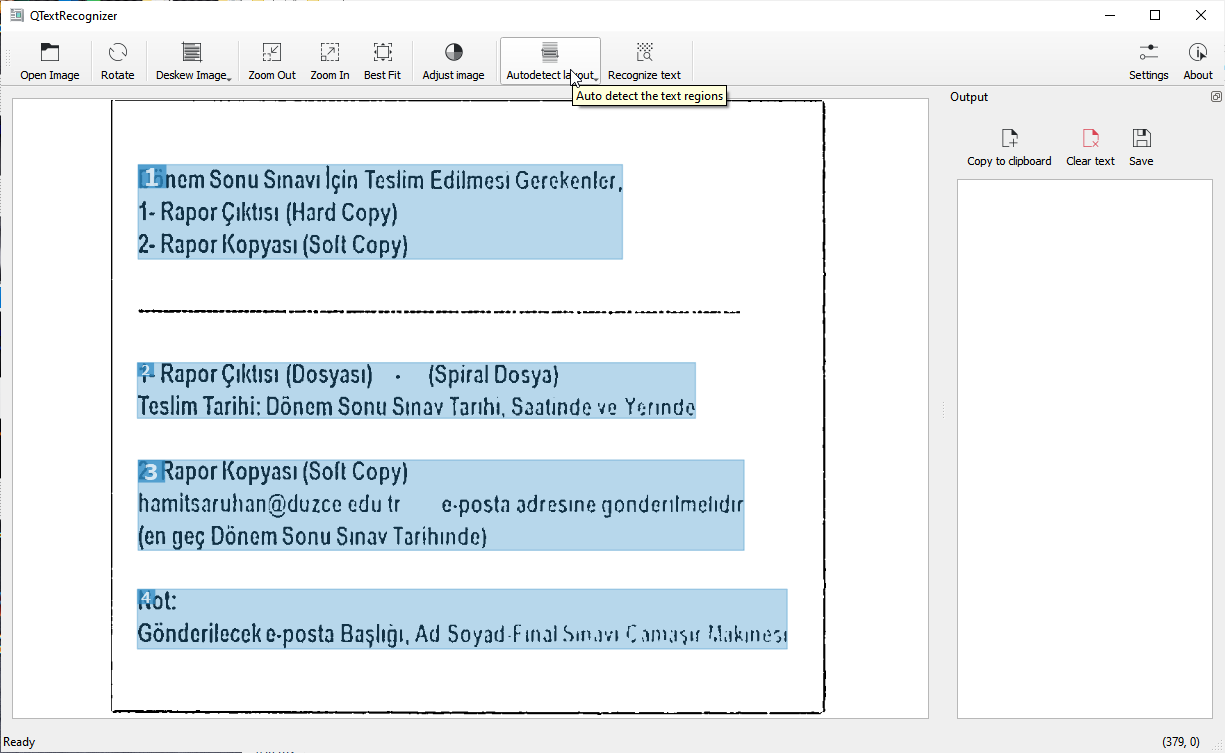 QTextRecognizer
Open Image
Rotate
Deskew Image
Zoom Out
Zoom In
Best Fit
Adjust image
Autodetect layout
Recognize text
Settings
About
Auto detect the text regions
1 nem Sonu Sınavı İçin Teslim Edilmesi Gerekenler,
1- Rapor Çıktısı (Hard Copy)
2- Rapor Kopyası (Soft Copy)
2
1- Rapor Çıktısı (Dosyası) - (Spiral Dosya)
Teslim Tarihi: Dönem Sonu Sınav Tarihi, Saatinde ve Yerinde
3 Rapor Kopyası (Soft Copy)
hamitsaruhan@duzce edu tr e-posta adresine gonderilmelidir
(en geç Dönem Sonu Sınav Tarihinde)
4
Not:
Gönderilecek e-posta Başlığı, Ad Soyad-Final Sınavı Çamaşır Makinesi
Output
Copy to clipboard
Clear text
Save
Ready
(379, 0)